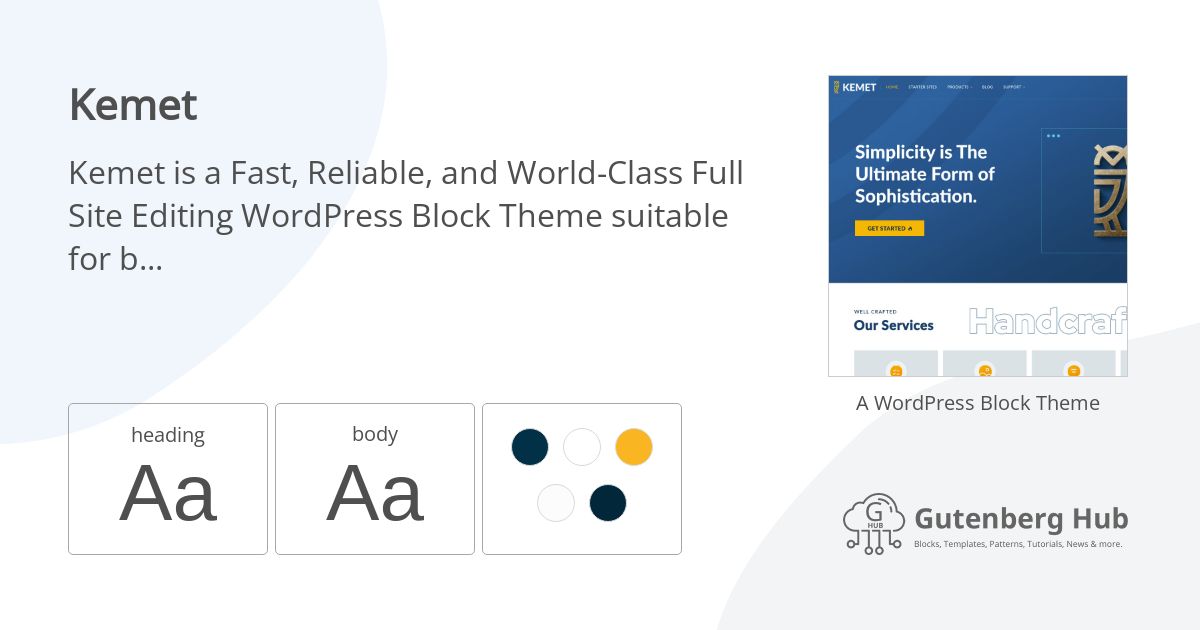 Kemet
Kemet is a Fast, Reliable, and World-Class Full
Site Editing WordPress Block Theme suitable
for b...
heading
Aa
body
Aa
KEMET
HOME
STARTER SITES
PRODUCTS
BLOG
SUPPORT
Simplicity is The
Ultimate Form of
Sophistication.
GET STARTED
WELL CRAFTED
Our Services
Handcraf
A WordPress Block Theme
G
HUB
Gutenberg Hub
Blocks, Templates, Patterns, Tutorials, News & more.